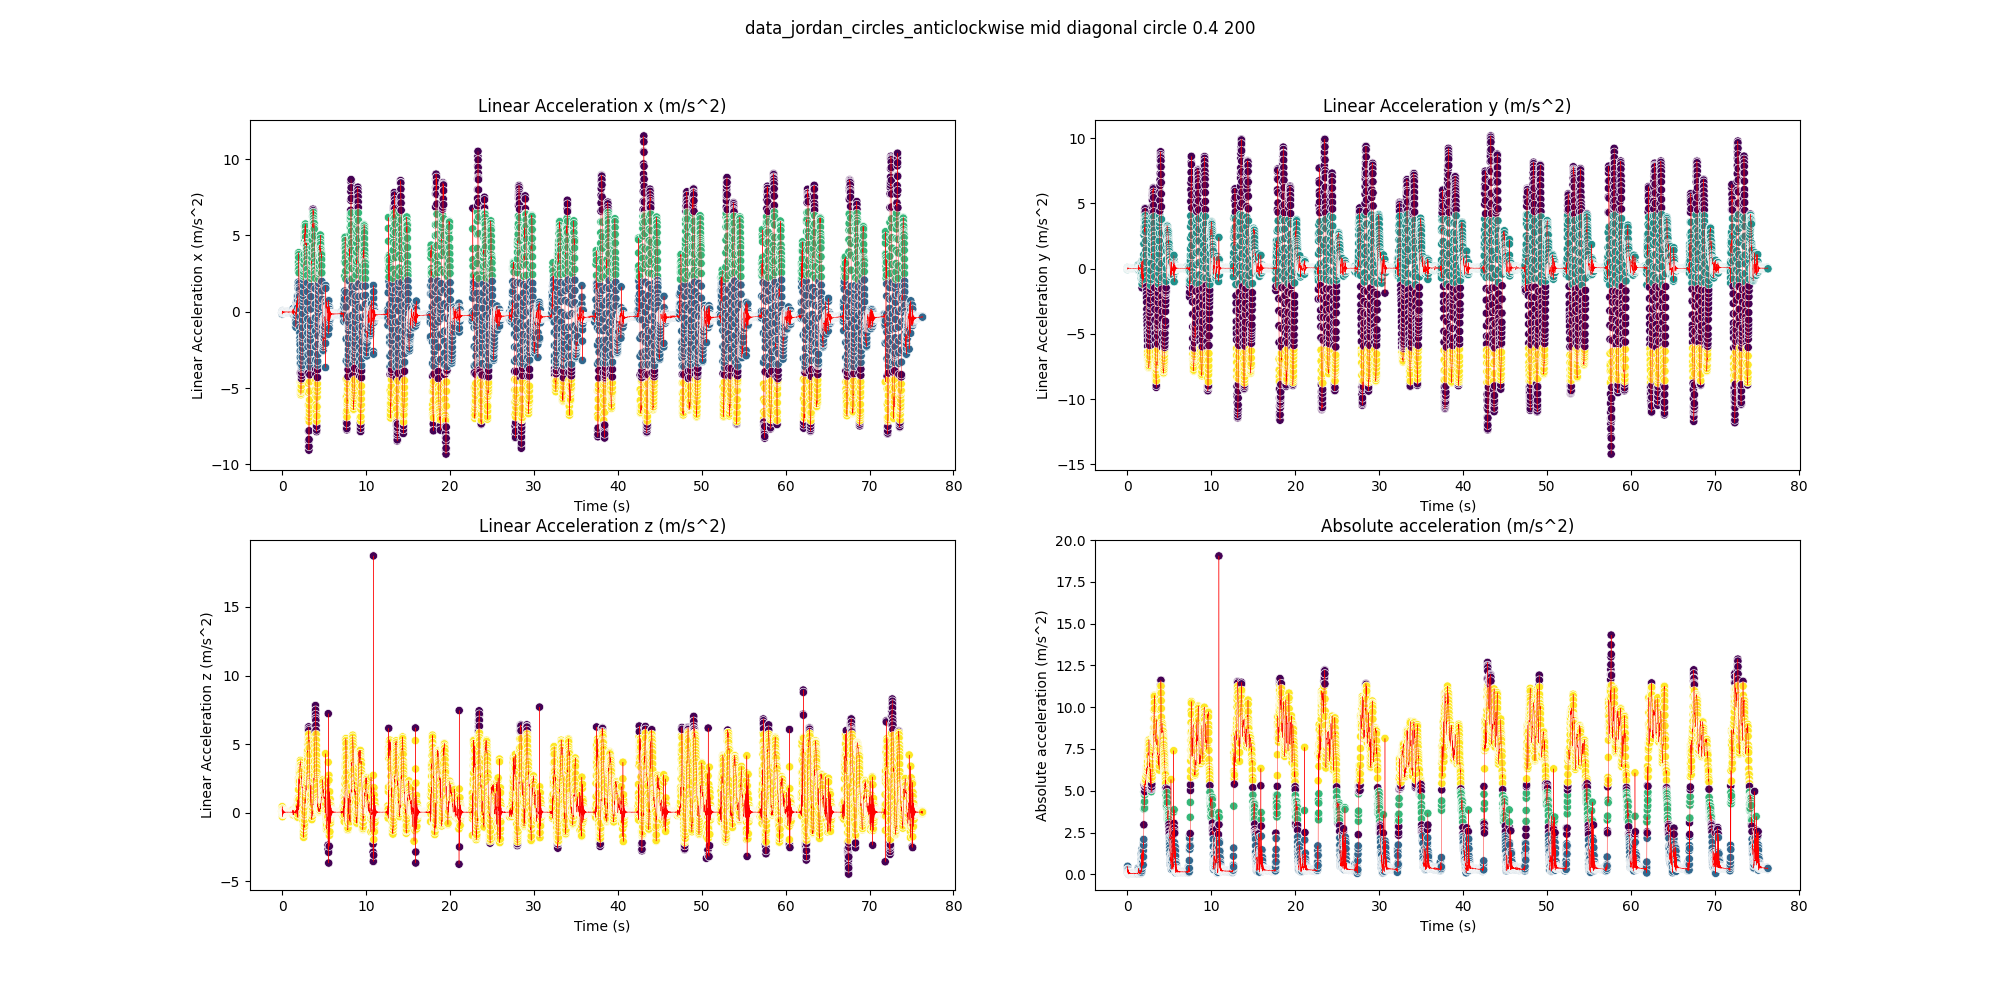 data_jordan_circles_anticlockwise mid diagonal circle 0.4 200
Linear Acceleration x (m/s^2)
Linear Acceleration x (m/s^2)
10
5
0
−5
−10
0 10 20 30 40 50 60 70 80
Time (s)
Linear Acceleration y (m/s^2)
Linear Acceleration y (m/s^2)
10
5
0
−5
−10
−15
0 10 20 30 40 50 60 70 80
Time (s)
Linear Acceleration z (m/s^2)
Linear Acceleration z (m/s^2)
15
10
5
0
−5
0 10 20 30 40 50 60 70 80
Time (s)
Absolute acceleration (m/s^2)
Absolute acceleration (m/s^2)
20.0
17.5
15.0
12.5
10.0
7.5
5.0
2.5
0.0
0 10 20 30 40 50 60 70 80
Time (s)